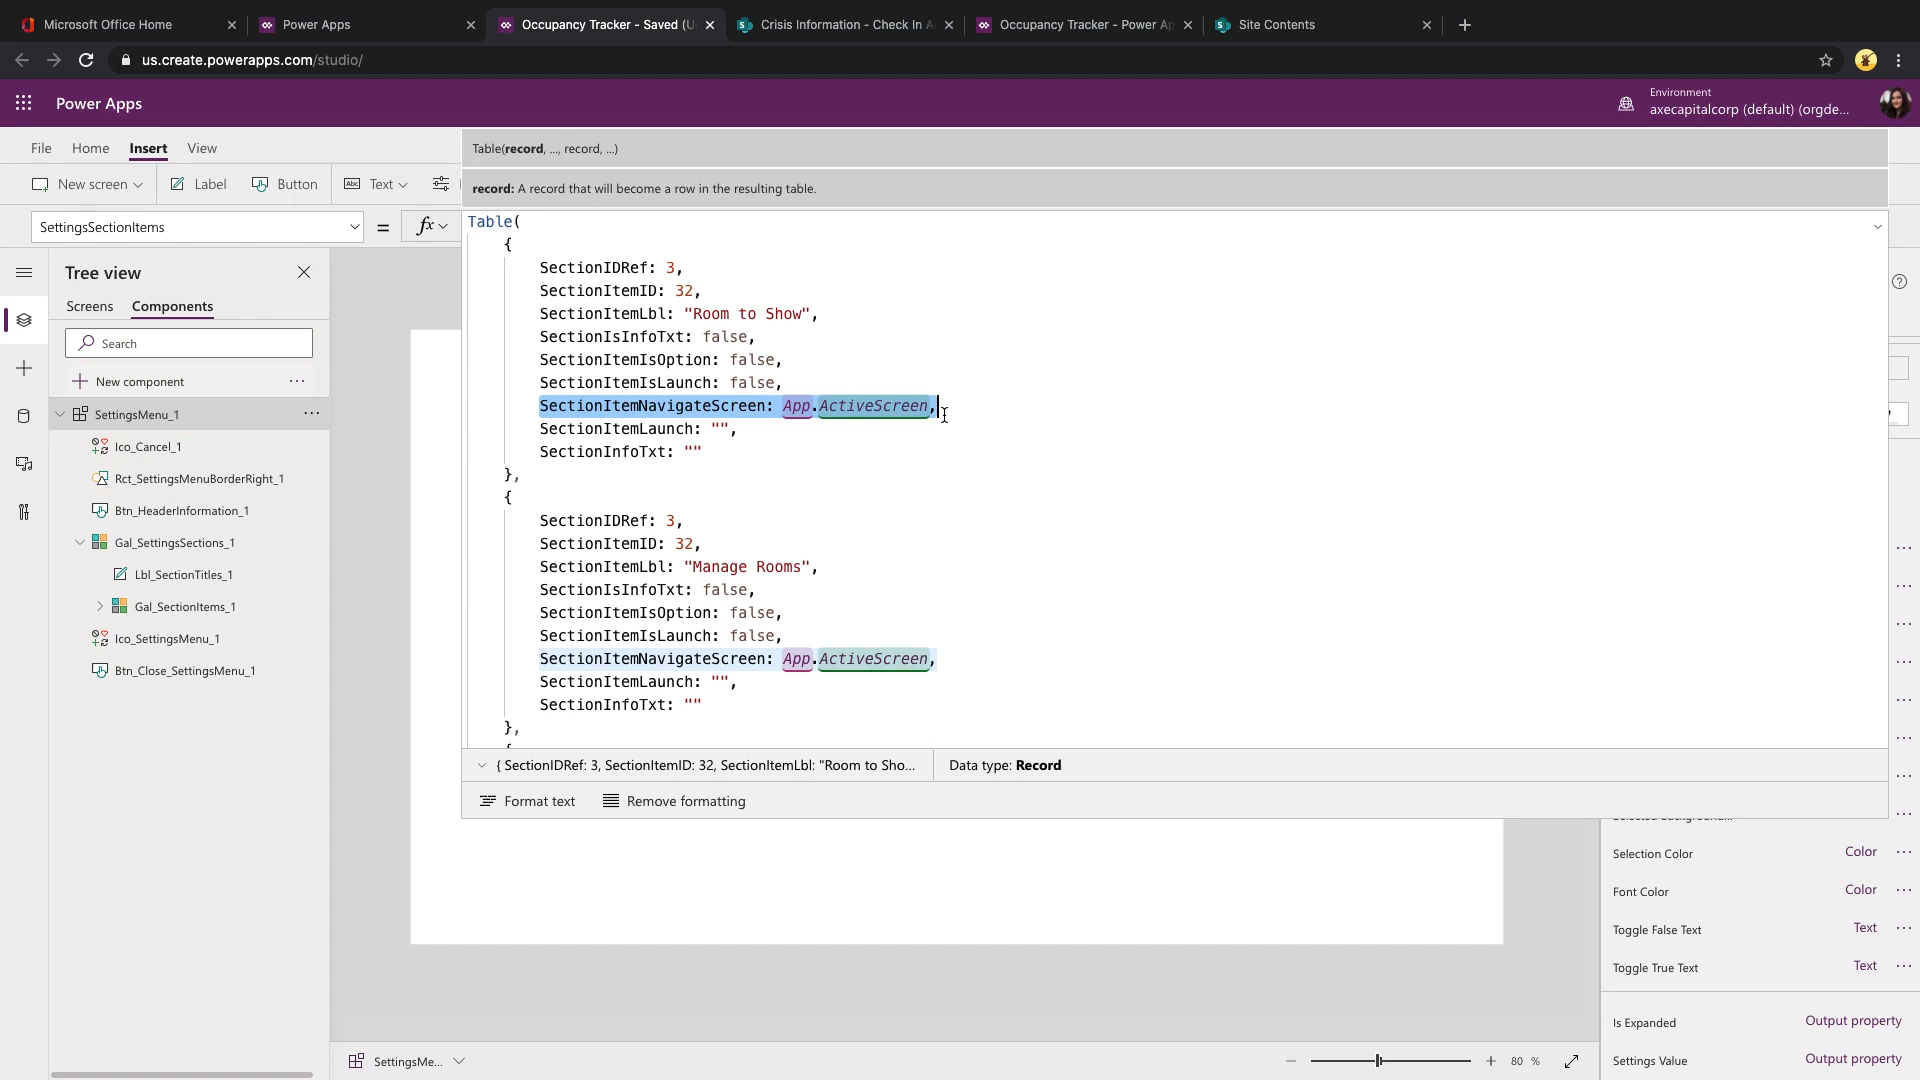 Microsoft Office Home
Power Apps
Occupancy Tracker - Saved (U
Crisis Information - Check In A
Occupancy Tracker - Power Ap
Site Contents
us.create.powerapps.com/studio/
Power Apps
Environment
axecapitalcorp (default) (orgde...
File
Home
Insert
View
New screen
Label
Button
Abc
Text
Table(record, ..., record, ...)
record: A record that will become a row in the resulting table.
SettingsSectionItems
=
fx
Tree view
Screens
Components
Search
New component
SettingsMenu_1
Ico_Cancel_1
Rct_SettingsMenuBorderRight_1
Btn_HeaderInformation_1
Gal_SettingsSections_1
Lbl_SectionTitles_1
Gal_SectionItems_1
Ico_SettingsMenu_1
Btn_Close_SettingsMenu_1
Table(
{
SectionIDRef: 3,
SectionItemID: 32,
SectionItemLbl: "Room to Show",
SectionIsInfoTxt: false,
SectionItemIsOption: false,
SectionItemIsLaunch: false,
SectionItemNavigateScreen: App.ActiveScreen,
SectionItemLaunch: "",
SectionInfoTxt: ""
},
{
SectionIDRef: 3,
SectionItemID: 32,
SectionItemLbl: "Manage Rooms",
SectionIsInfoTxt: false,
SectionItemIsOption: false,
SectionItemIsLaunch: false,
SectionItemNavigateScreen: App.ActiveScreen,
SectionItemLaunch: "",
SectionInfoTxt: ""
},
{ SectionIDRef: 3, SectionItemID: 32, SectionItemLbl: "Room to Sho...
Data type: Record
Format text
Remove formatting
Selection Color
Color
Font Color
Color
Toggle False Text
Text
Toggle True Text
Text
Is Expanded
Output property
Settings Value
Output property
SettingsMe...
80 %